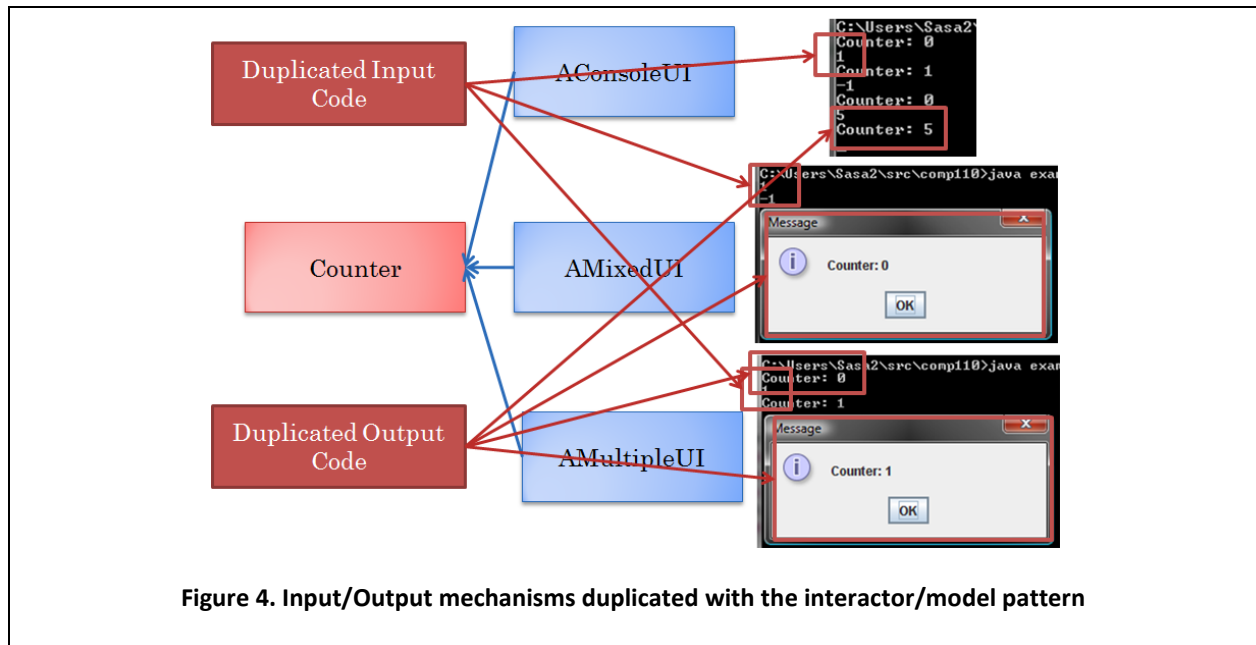 Duplicated Input
Code
AConsoleUI
C:\Users\Sasa2\
Counter: 0
1
Counter: 1
-1
Counter: 0
5
Counter: 5
Counter
AMixedUI
C:\Users\Sasa2\src\comp110>java exam
1
-1
Message
x
i
Counter: 0
OK
Duplicated Output
Code
AMultipleUI
C:\Users\Sasa2\src\comp110>java exam
Counter: 0
1
Counter: 1
Message
x
i
Counter: 1
OK
Figure 4. Input/Output mechanisms duplicated with the interactor/model pattern